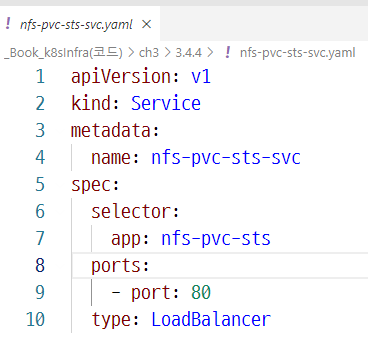 ! nfs-pvc-sts-svc.yaml ×
_Book_k8sInfra(코드) > ch3 > 3.4.4 > ! nfs-pvc-sts-svc.yaml
1 apiVersion: v1
2 kind: Service
3 metadata:
4   name: nfs-pvc-sts-svc
5 spec:
6   selector:
7     app: nfs-pvc-sts
8   ports:
9     - port: 80
10   type: LoadBalancer